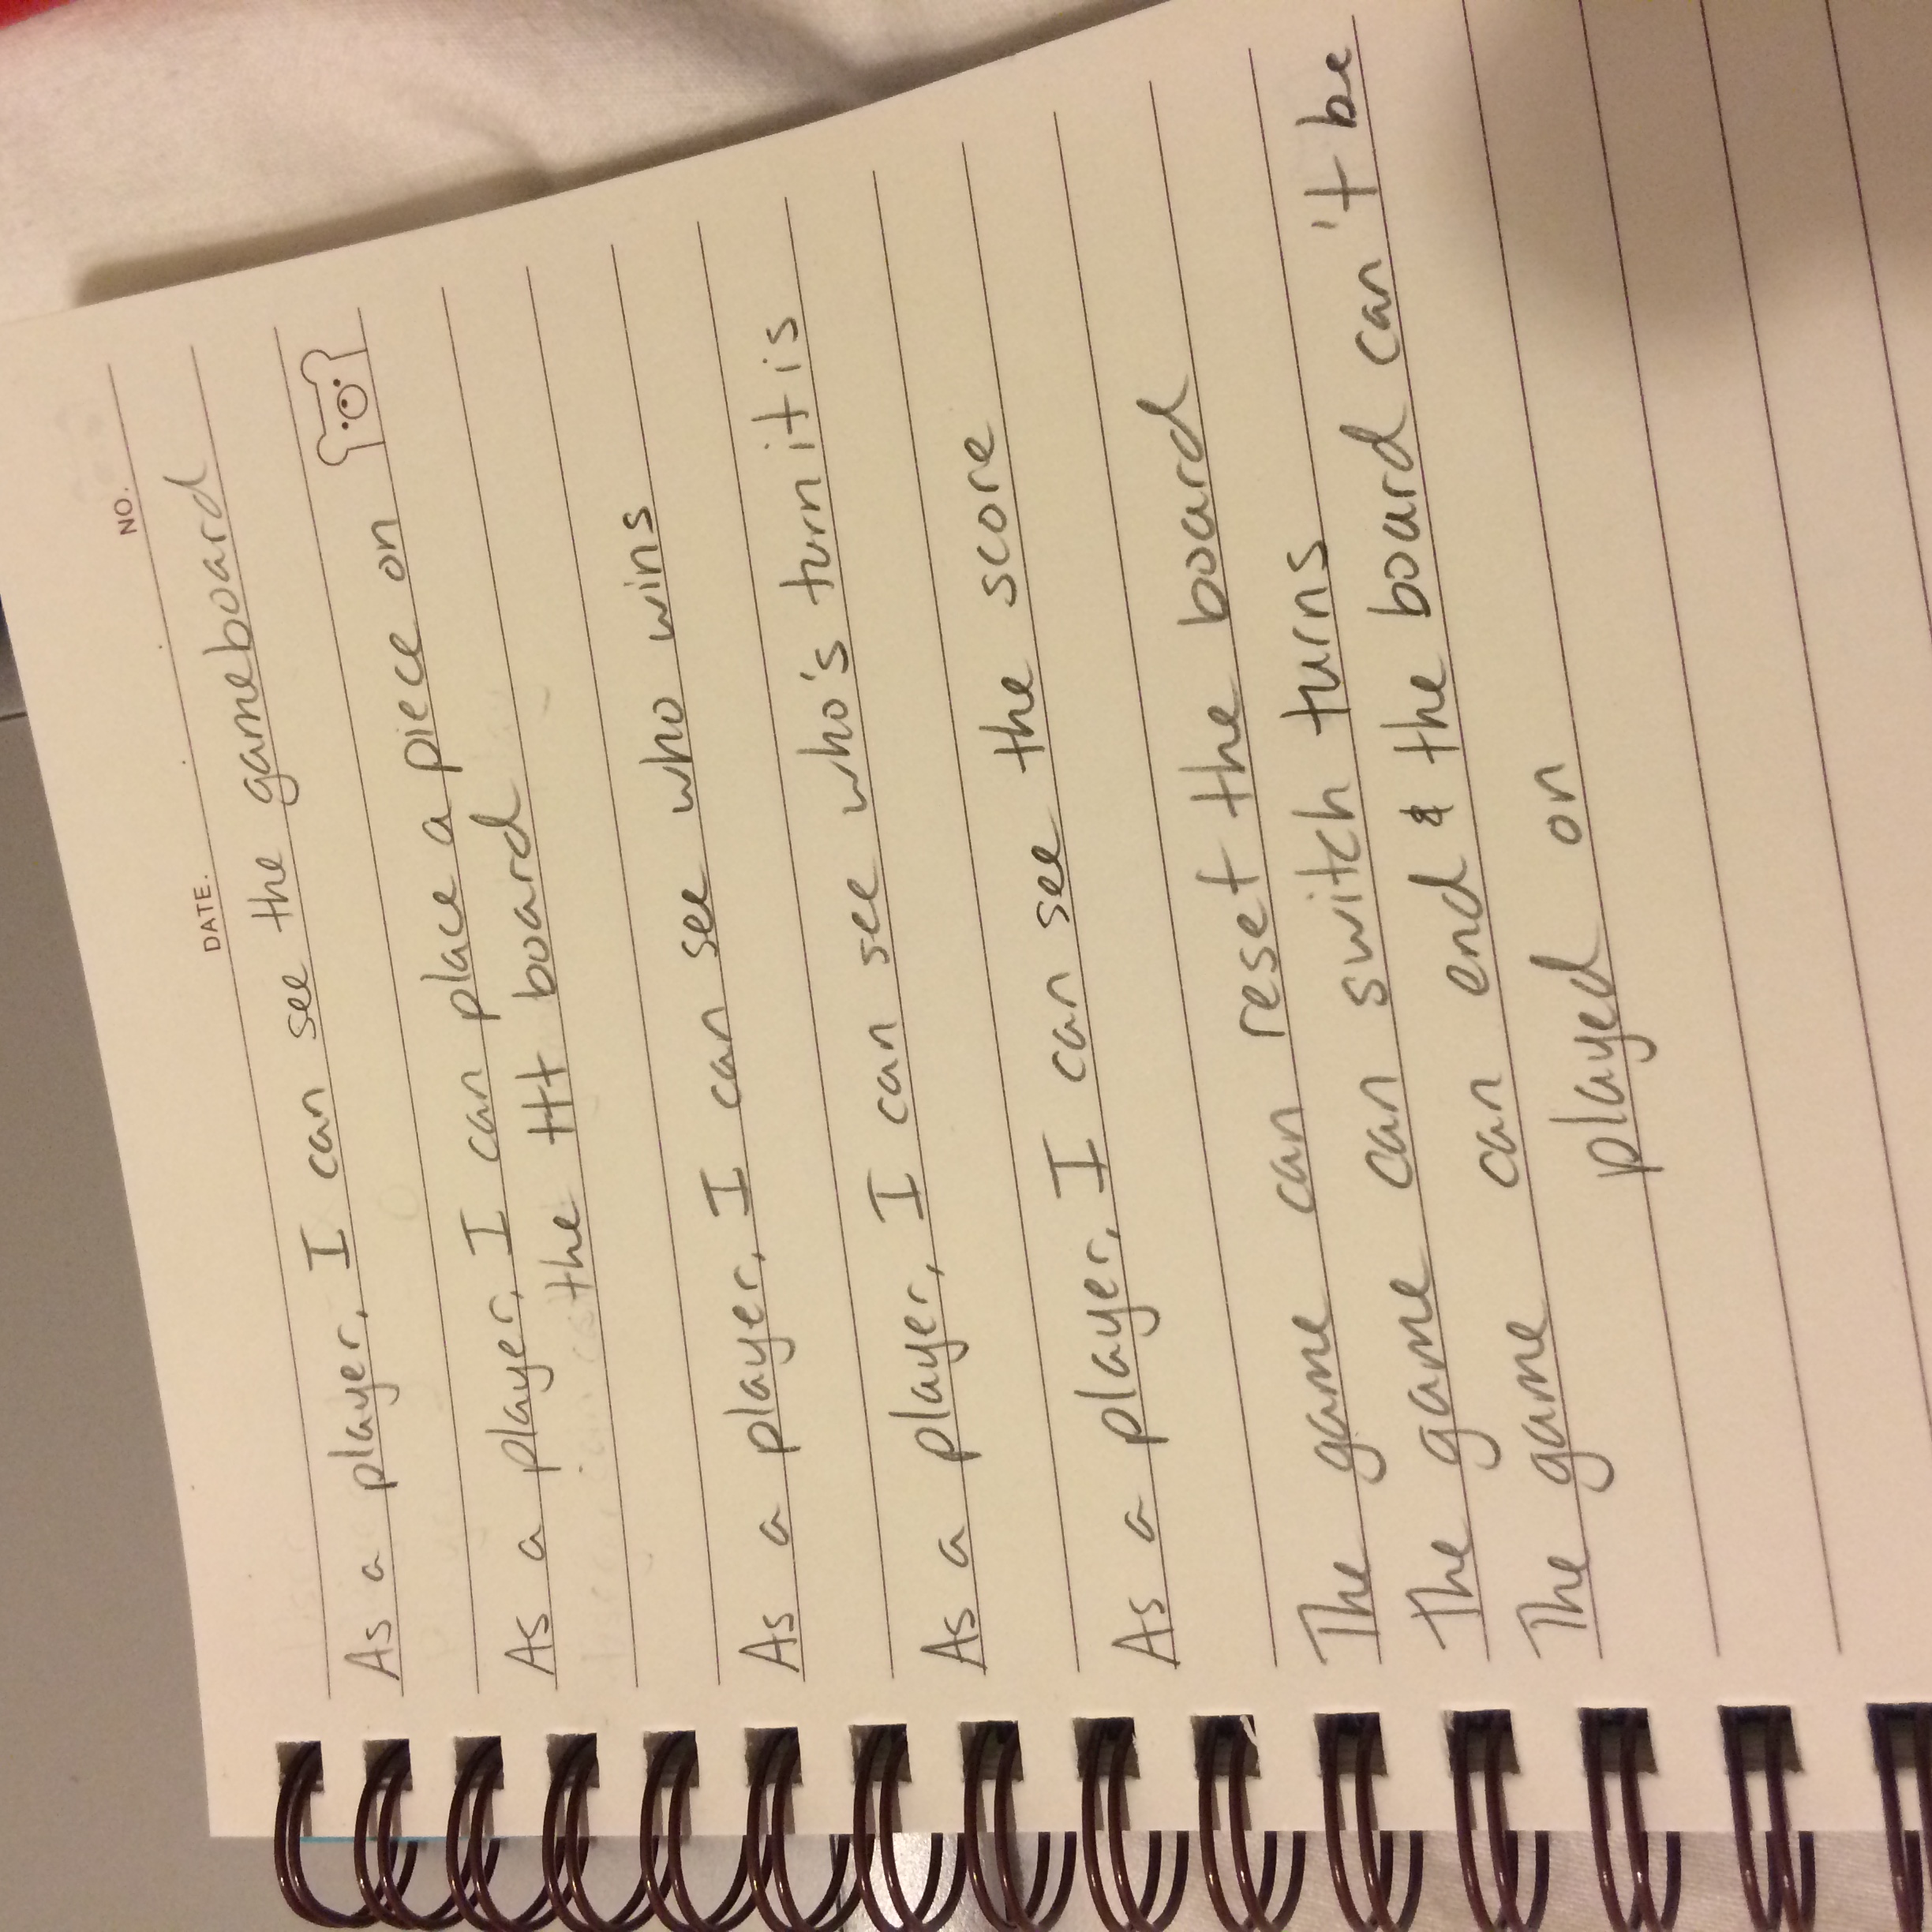 NO.
DATE.
As a player, I can see the gameboard
As a player, I can place a piece on
the ttt board
As a player, I can see who wins
As a player, I can see who's turn it is
As a player, I can see the score
The game can reset the board
The game can switch turns
The game can end & the board can't be
played on